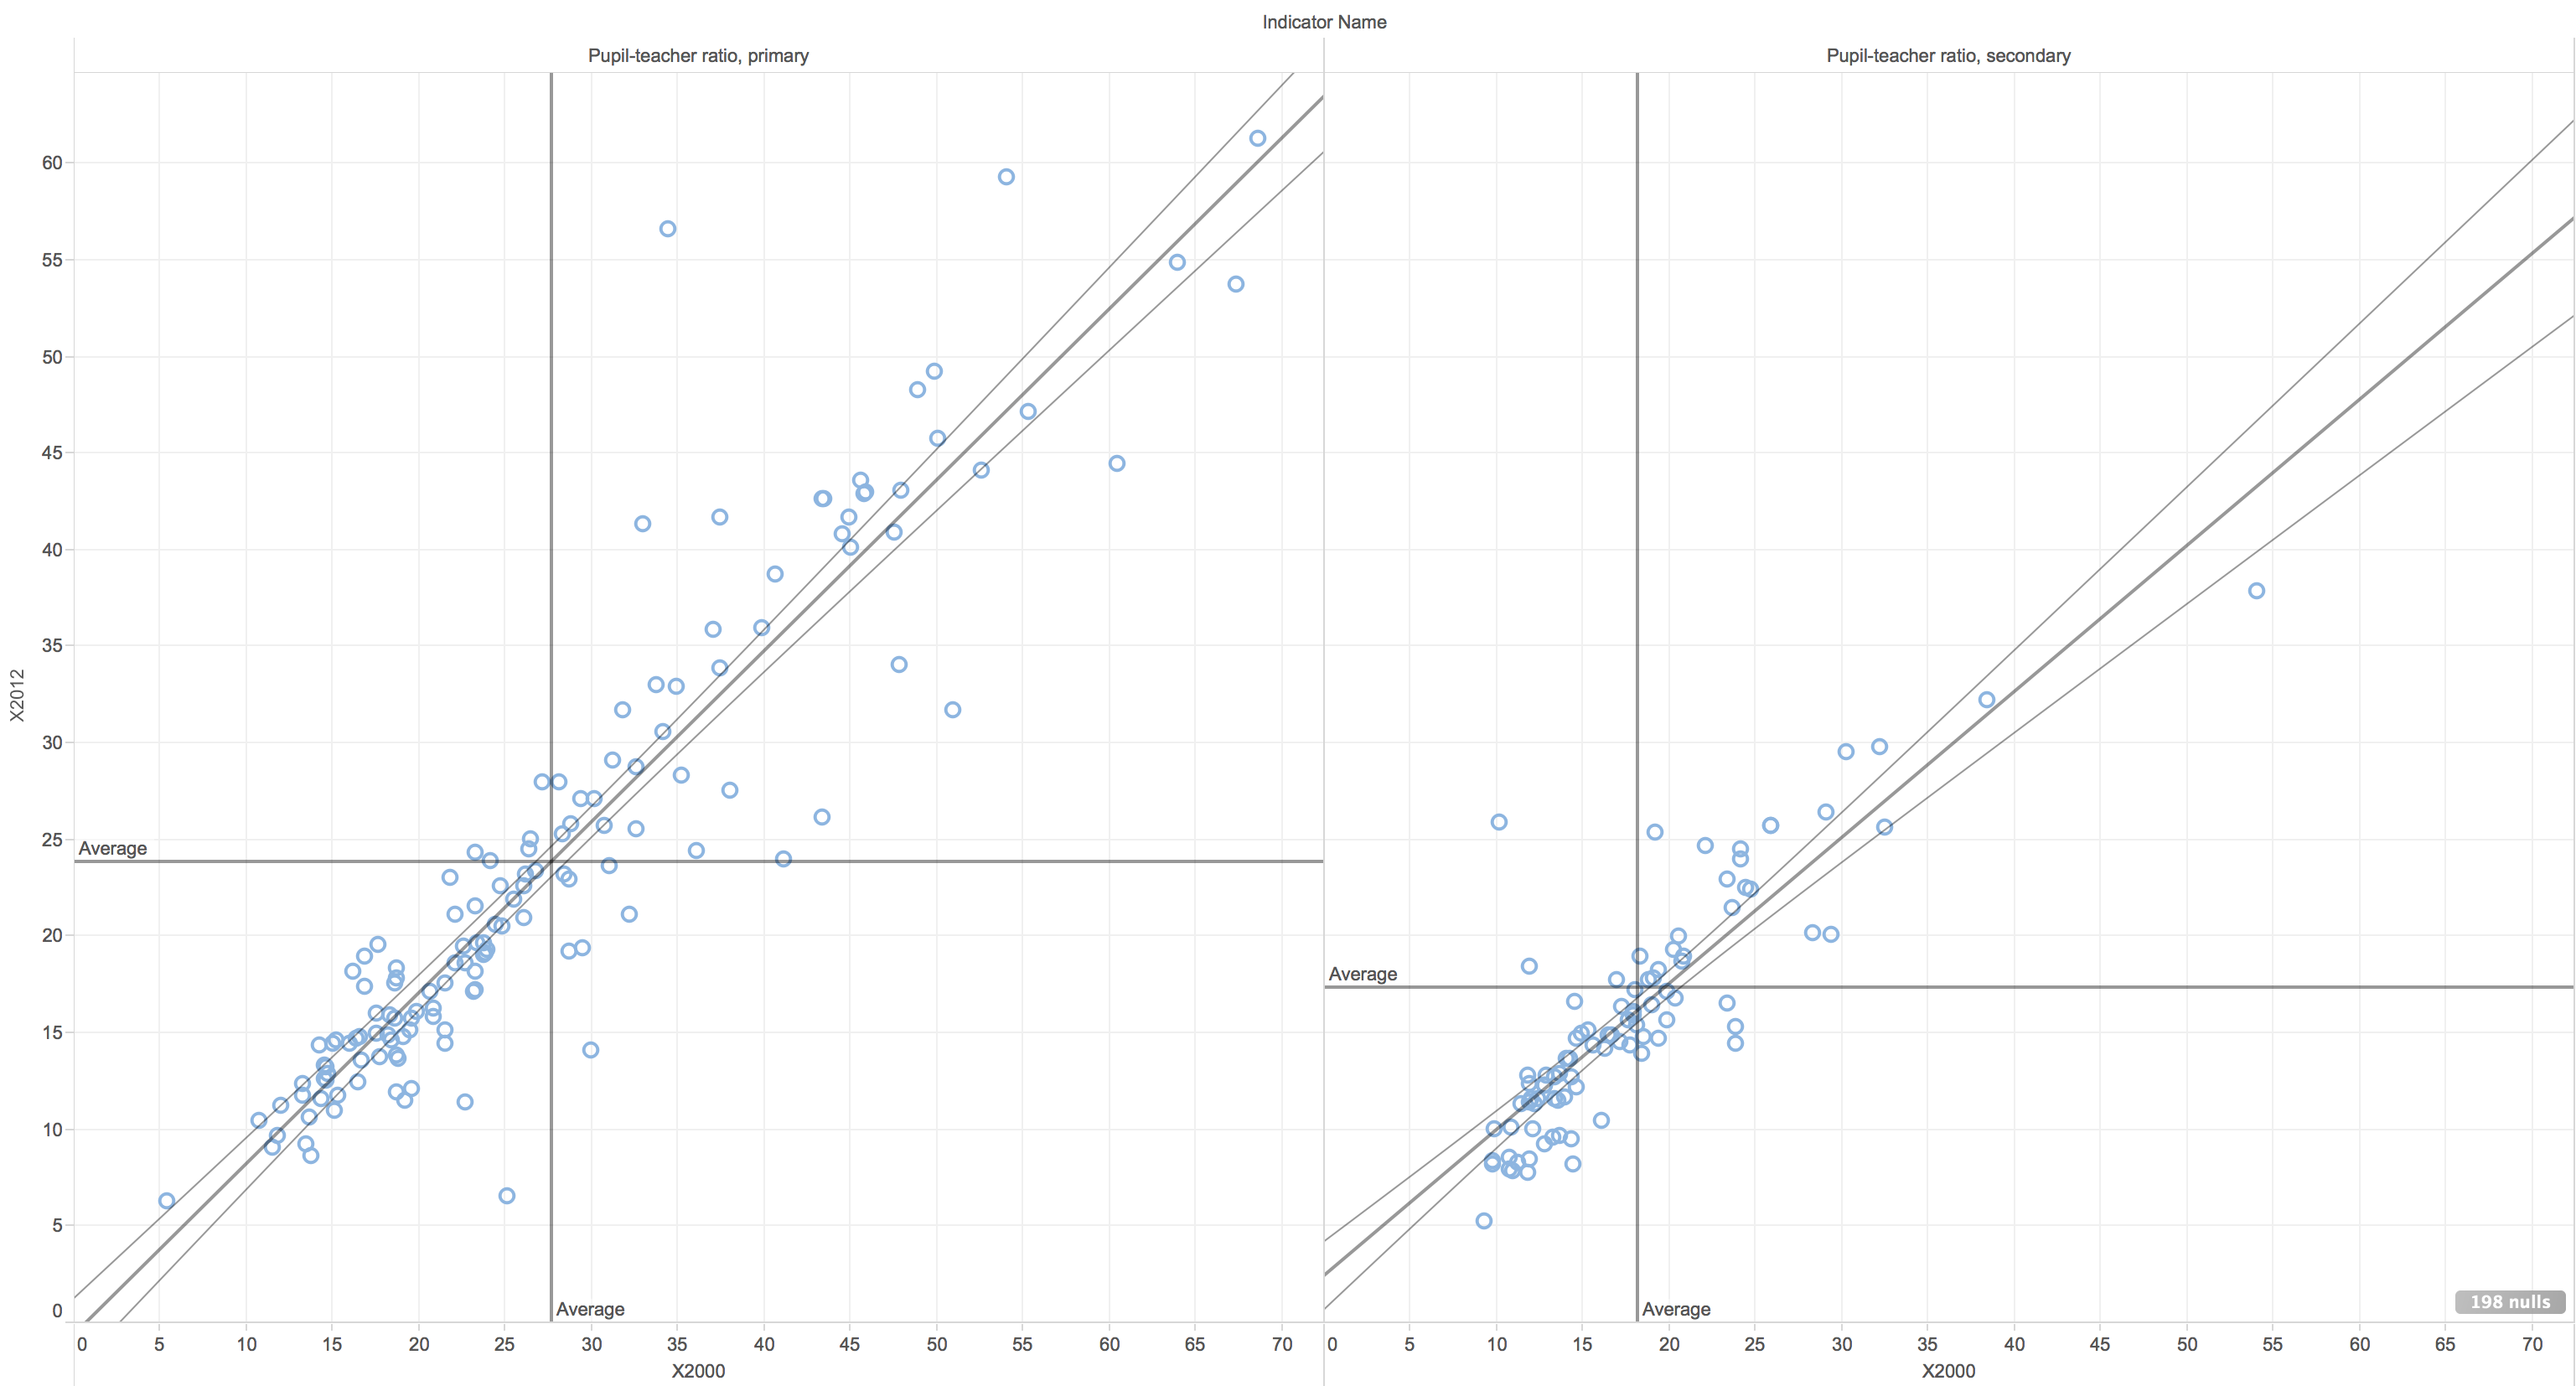 Indicator Name
Pupil-teacher ratio, primary
Pupil-teacher ratio, secondary
X2012
60
55
50
45
40
35
30
25
20
15
10
5
0
Average
Average
Average
Average
198 nulls
0 5 10 15 20 25 30 35 40 45 50 55 60 65 70
0 5 10 15 20 25 30 35 40 45 50 55 60 65 70
X2000
X2000